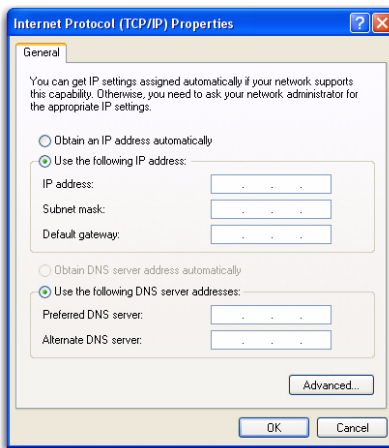 Internet Protocol (TCP/IP) Properties
General
You can get IP settings assigned automatically if your network supports
this capability. Otherwise, you need to ask your network administrator for
the appropriate IP settings.
Obtain an IP address automatically
Use the following IP address:
IP address:
Subnet mask:
Default gateway:
Obtain DNS server address automatically
Use the following DNS server addresses:
Preferred DNS server:
Alternate DNS server:
Advanced...
OK Cancel